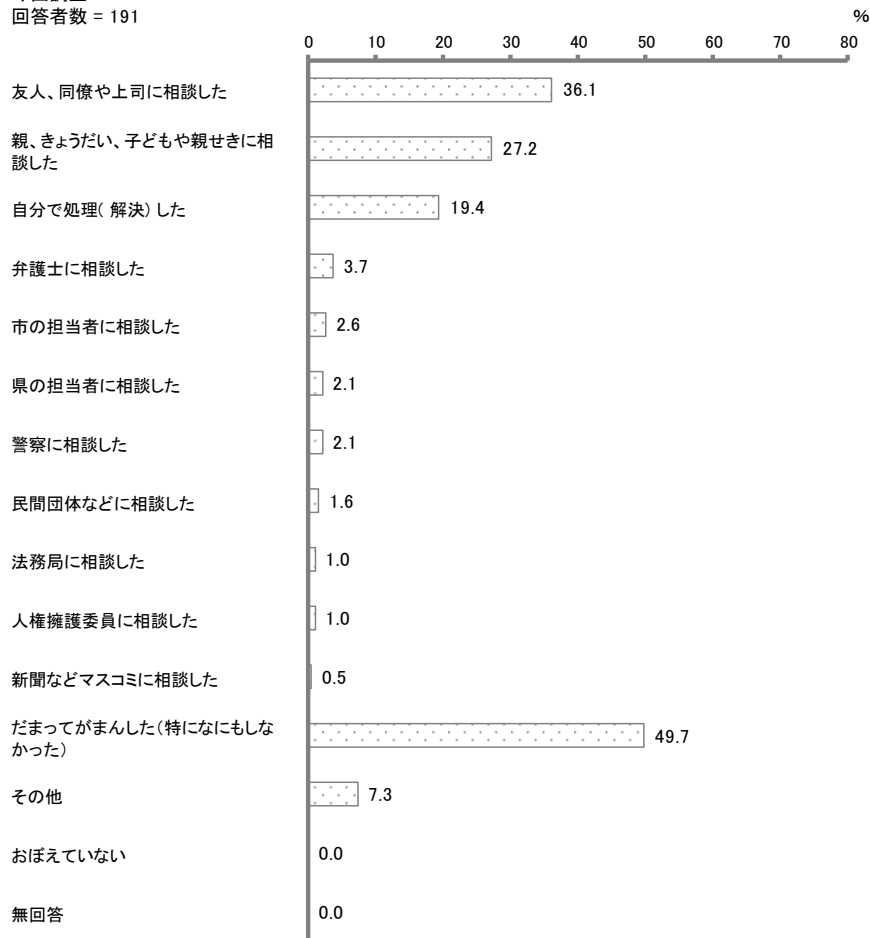 回答者数 = 191
%
0 10 20 30 40 50 60 70 80
友人、同僚や上司に相談した 36.1
親、きょうだい、子どもや親せきに相
談した 27.2
自分で処理(解決)した 19.4
弁護士に相談した 3.7
市の担当者に相談した 2.6
県の担当者に相談した 2.1
警察に相談した 2.1
民間団体などに相談した 1.6
法務局に相談した 1.0
人権擁護委員に相談した 1.0
新聞などマスコミに相談した 0.5
だまってがまんした(特になにもしな
かった) 49.7
その他 7.3
おぼえていない 0.0
無回答 0.0